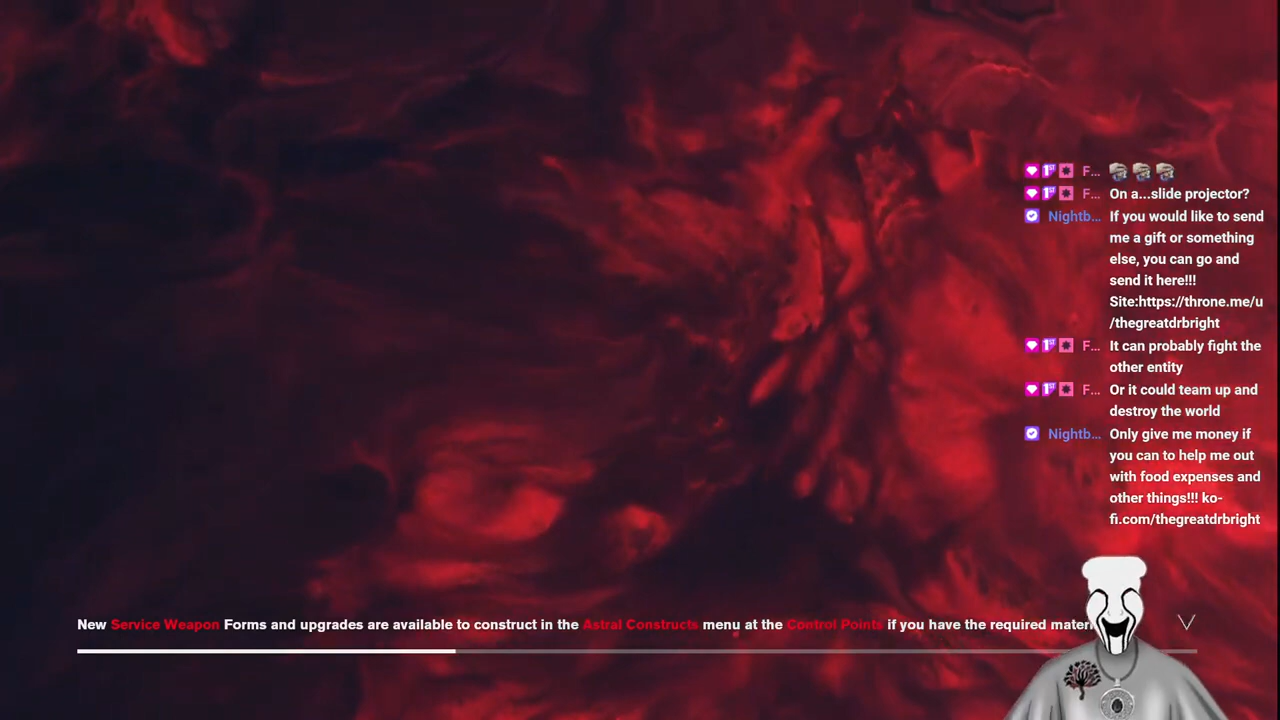 F...
On a...slide projector?
F...
Nightb... If you would like to send
me a gift or something
else, you can go and
send it here!!!
Site:https://throne.me/u
/thegreatdrbright
F... It can probably fight the
other entity
F... Or it could team up and
destroy the world
Nightb... Only give me money if
you can to help me out
with food expenses and
other things!!! ko-
fi.com/thegreatdrbright
New Service Weapon Forms and upgrades are available to construct in the Astral Constructs menu at the Control Points if you have the required mater